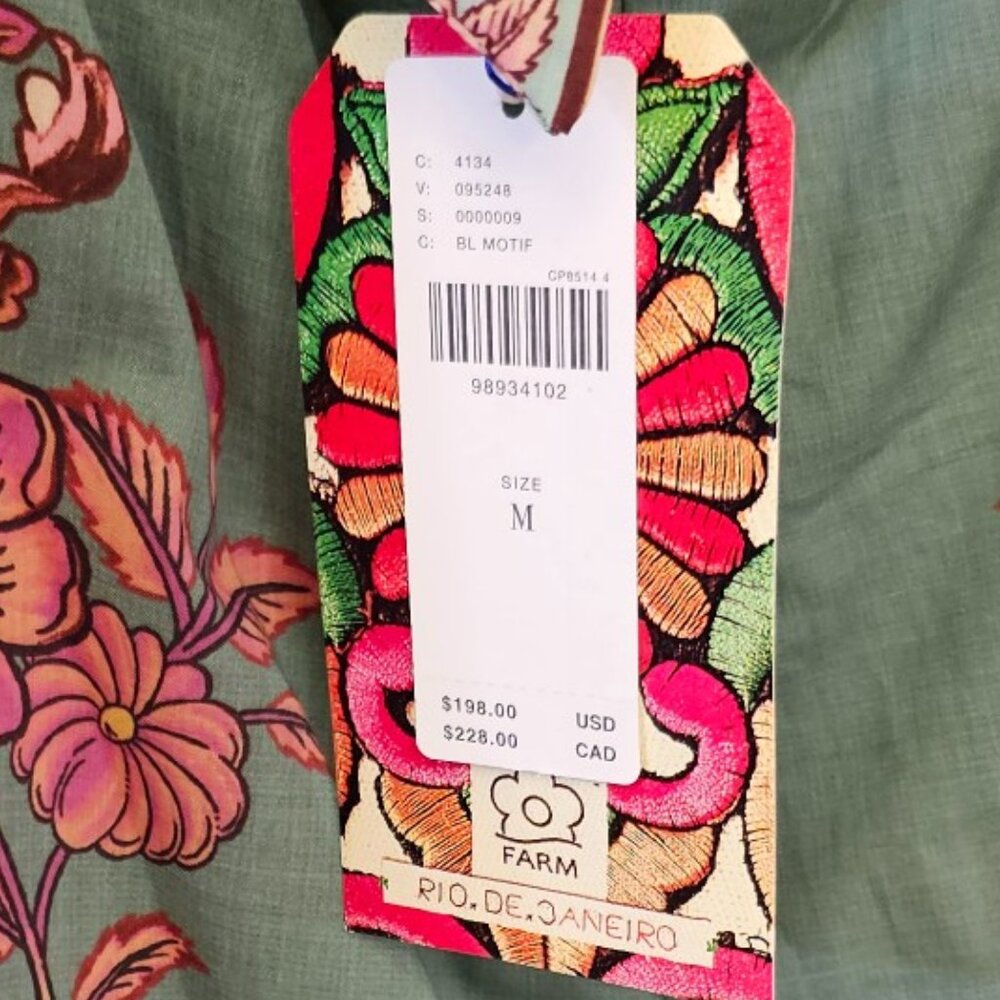 C: 4134
V: 095248
S: 0000009
C: BL MOTIF
CP8514 4
98934102
SIZE
M
$198.00 USD
$228.00 CAD
FARM
RIO.DE.JANEIRO